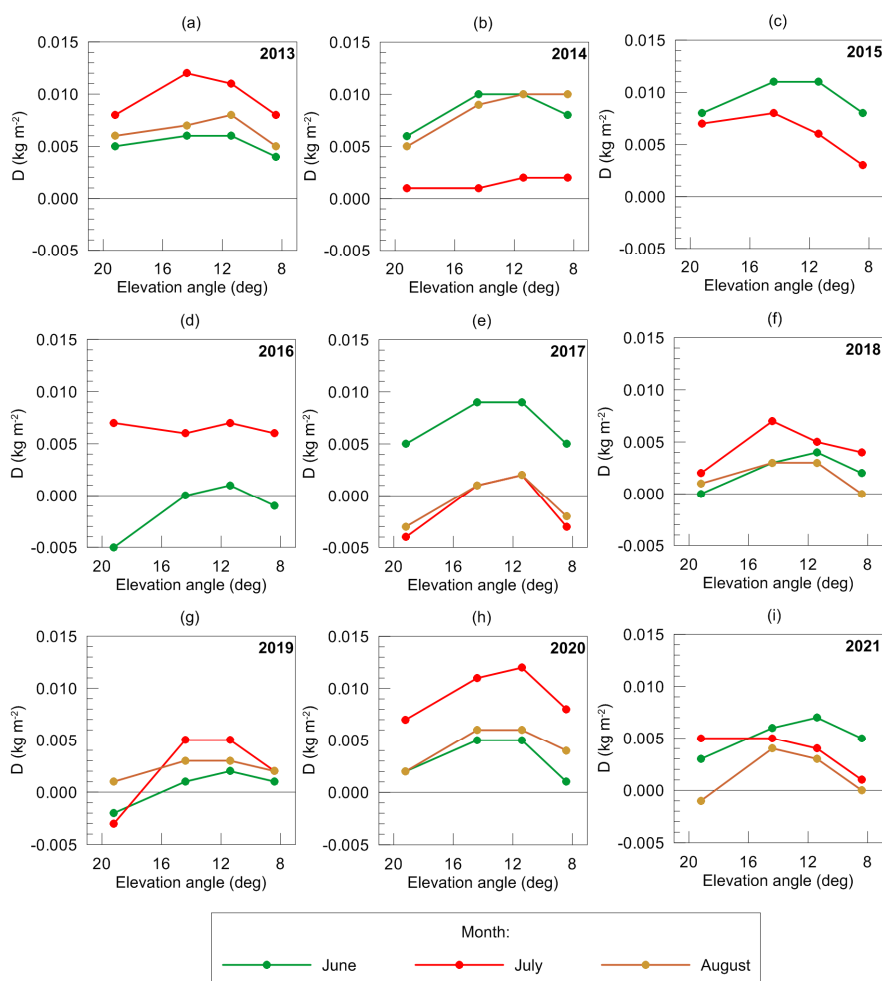 (a) (b) (c)
0.015 2013 0.015 2014 0.015 2015
0.010 0.010 0.010
D (kg m-2) D (kg m-2) D (kg m-2)
0.005 0.005 0.005
0.000 0.000 0.000
-0.005 -0.005 -0.005
20 16 12 8 20 16 12 8 20 16 12 8
Elevation angle (deg) Elevation angle (deg) Elevation angle (deg)
(d) (e) (f)
0.015 2016 0.015 2017 0.015 2018
0.010 0.010 0.010
D (kg m-2) D (kg m-2) D (kg m-2)
0.005 0.005 0.005
0.000 0.000 0.000
-0.005 -0.005 -0.005
20 16 12 8 20 16 12 8 20 16 12 8
Elevation angle (deg) Elevation angle (deg) Elevation angle (deg)
(g) (h) (i)
0.015 2019 0.015 2020 0.015 2021
0.010 0.010 0.010
D (kg m-2) D (kg m-2) D (kg m-2)
0.005 0.005 0.005
0.000 0.000 0.000
-0.005 -0.005 -0.005
20 16 12 8 20 16 12 8 20 16 12 8
Elevation angle (deg) Elevation angle (deg) Elevation angle (deg)
Month:
June July August